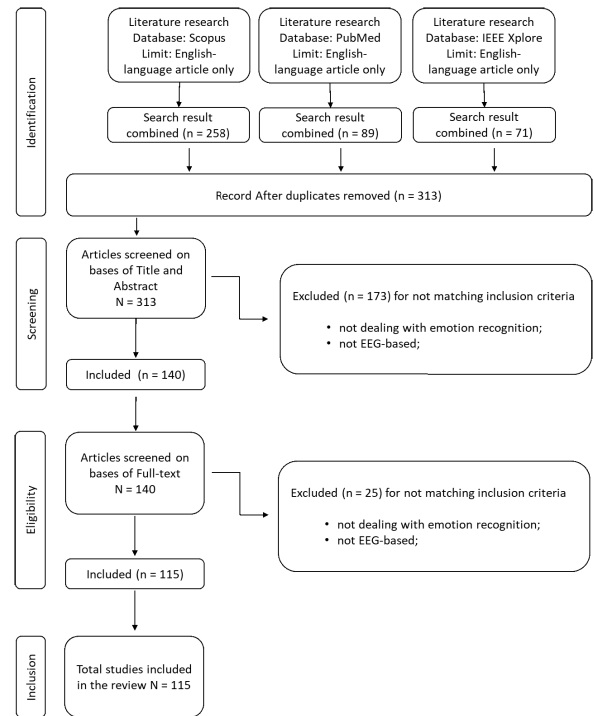 Identification
Literature research
Database: Scopus
Limit: English-
language article only
Literature research
Database: PubMed
Limit: English-
language article only
Literature research
Database: IEEE Xplore
Limit: English-
language article only
Search result
combined (n = 258)
Search result
combined (n = 89)
Search result
combined (n = 71)
Record After duplicates removed (n = 313)
Screening
Articles screened on
bases of Title and
Abstract
N = 313
Excluded (n = 173) for not matching inclusion criteria
• not dealing with emotion recognition;
• not EEG-based;
Included (n = 140)
Eligibility
Articles screened on
bases of Full-text
N = 140
Excluded (n = 25) for not matching inclusion criteria
• not dealing with emotion recognition;
• not EEG-based;
Included (n = 115)
Inclusion
Total studies included
in the review N = 115